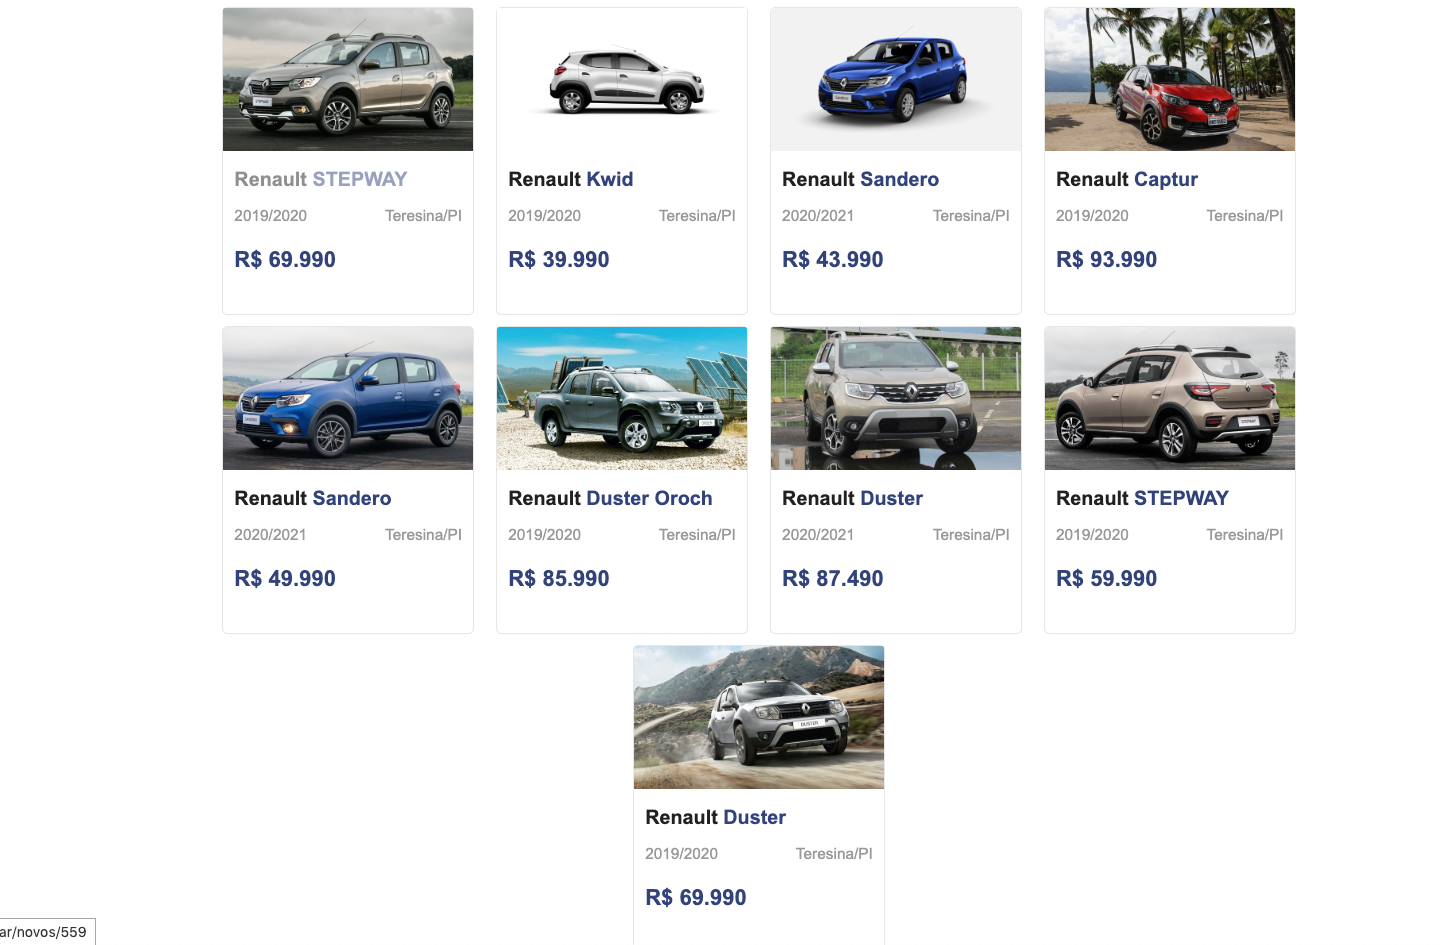 Renault STEPWAY
2019/2020 Teresina/PI
R$ 69.990
Renault Kwid
2019/2020 Teresina/PI
R$ 39.990
Renault Sandero
2020/2021 Teresina/PI
R$ 43.990
Renault Captur
2019/2020 Teresina/PI
R$ 93.990
Renault Sandero
2020/2021 Teresina/PI
R$ 49.990
Renault Duster Oroch
2019/2020 Teresina/PI
R$ 85.990
Renault Duster
2020/2021 Teresina/PI
R$ 87.490
Renault STEPWAY
2019/2020 Teresina/PI
R$ 59.990
DUSTER
Renault Duster
2019/2020 Teresina/PI
R$ 69.990
ar/novos/559